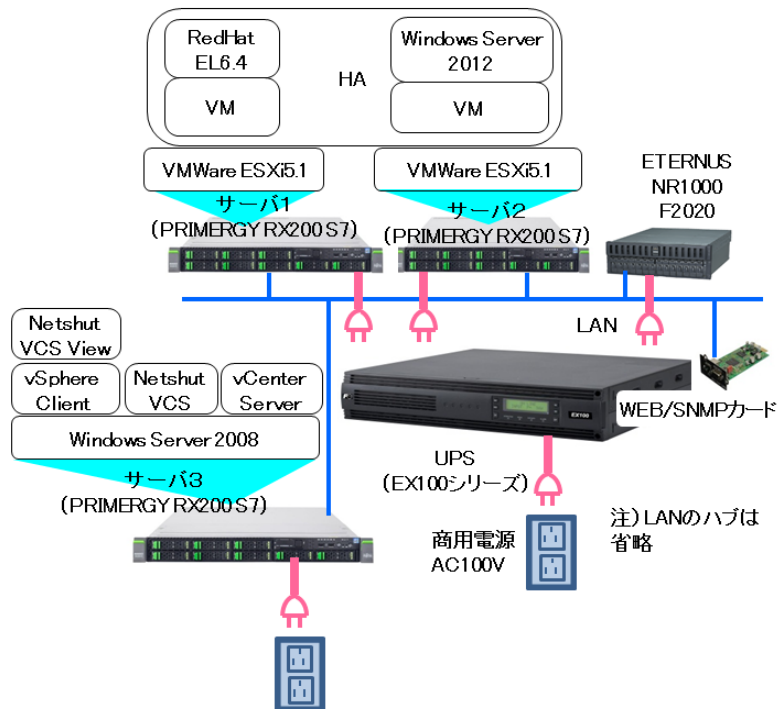 RedHat
EL6.4
HA
Windows Server
2012
VM
VM
VMWare ESXi5.1
VMWare ESXi5.1
ETERNUS
NR1000
F2020
サーバ1
(PRIMERGY RX200 S7)
サーバ2
(PRIMERGY RX200 S7)
LAN
Netshut
VCS View
vSphere
Client
Netshut
VCS
vCenter
Server
Windows Server 2008
サーバ3
(PRIMERGY RX200 S7)
EX100
WEB/SNMPカード
UPS
(EX100シリーズ)
商用電源
AC100V
注)LANのハブは
省略